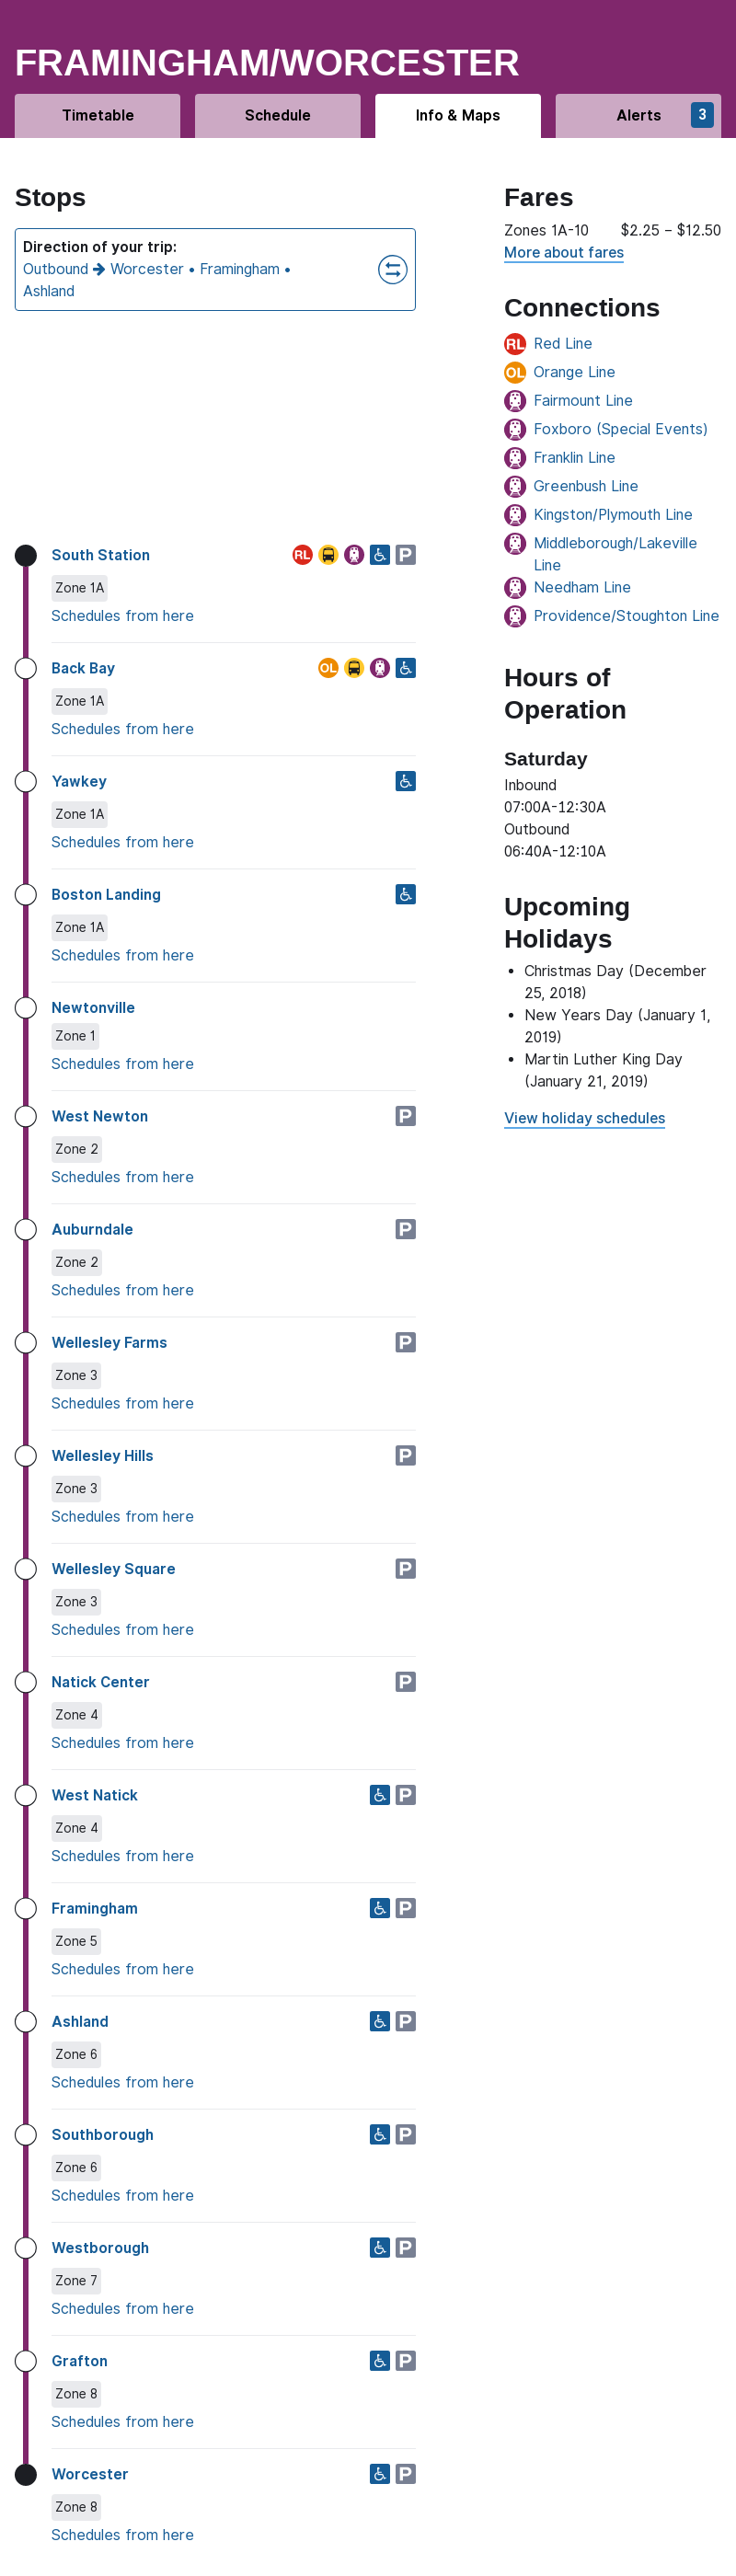 FRAMINGHAM/WORCESTER
Timetable
Schedule
Info & Maps
Alerts
3
Stops
Direction of your trip:
Outbound Worcester • Framingham •
Ashland
South Station
RL
P
Zone 1A
Schedules from here
Back Bay
OL
Zone 1A
Schedules from here
Yawkey
Zone 1A
Schedules from here
Boston Landing
Zone 1A
Schedules from here
Newtonville
Zone 1
Schedules from here
West Newton
P
Zone 2
Schedules from here
Auburndale
P
Zone 2
Schedules from here
Wellesley Farms
P
Zone 3
Schedules from here
Wellesley Hills
P
Zone 3
Schedules from here
Wellesley Square
P
Zone 3
Schedules from here
Natick Center
P
Zone 4
Schedules from here
West Natick
P
Zone 4
Schedules from here
Framingham
P
Zone 5
Schedules from here
Ashland
P
Zone 6
Schedules from here
Southborough
P
Zone 6
Schedules from here
Westborough
P
Zone 7
Schedules from here
Grafton
P
Zone 8
Schedules from here
Worcester
P
Zone 8
Schedules from here
Fares
Zones 1A-10 $2.25 – $12.50
More about fares
Connections
RL Red Line
OL Orange Line
Fairmount Line
Foxboro (Special Events)
Franklin Line
Greenbush Line
Kingston/Plymouth Line
Middleborough/Lakeville
Line
Needham Line
Providence/Stoughton Line
Hours of
Operation
Saturday
Inbound
07:00A-12:30A
Outbound
06:40A-12:10A
Upcoming
Holidays
• Christmas Day (December
25, 2018)
• New Years Day (January 1,
2019)
• Martin Luther King Day
(January 21, 2019)
View holiday schedules